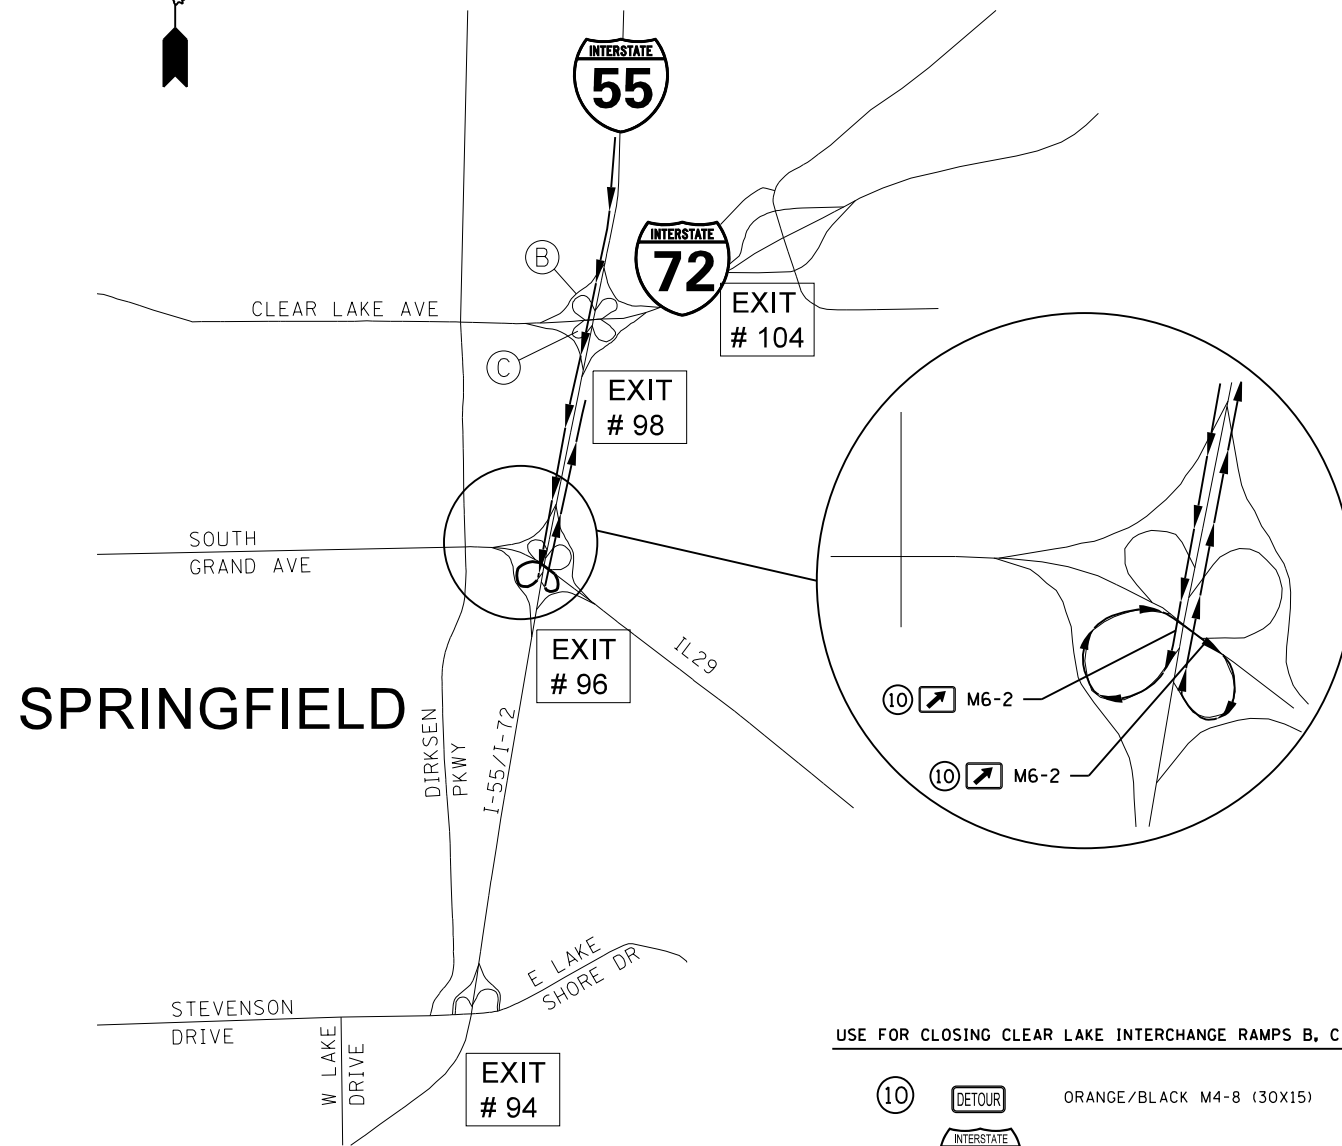 INTERSTATE
55
INTERSTATE
72
B
CLEAR LAKE AVE
EXIT
# 104
C
EXIT
# 98
SOUTH
GRAND AVE
EXIT
# 96
IL29
SPRINGFIELD
DIRKSEN
PKWY
I-55/I-72
10 M6-2
10 M6-2
E LAKE
SHORE DR
STEVENSON
DRIVE
W LAKE
DRIVE
EXIT
# 94
USE FOR CLOSING CLEAR LAKE INTERCHANGE RAMPS B, C
10 DETOUR ORANGE/BLACK M4-8 (30X15)
INTERSTATE